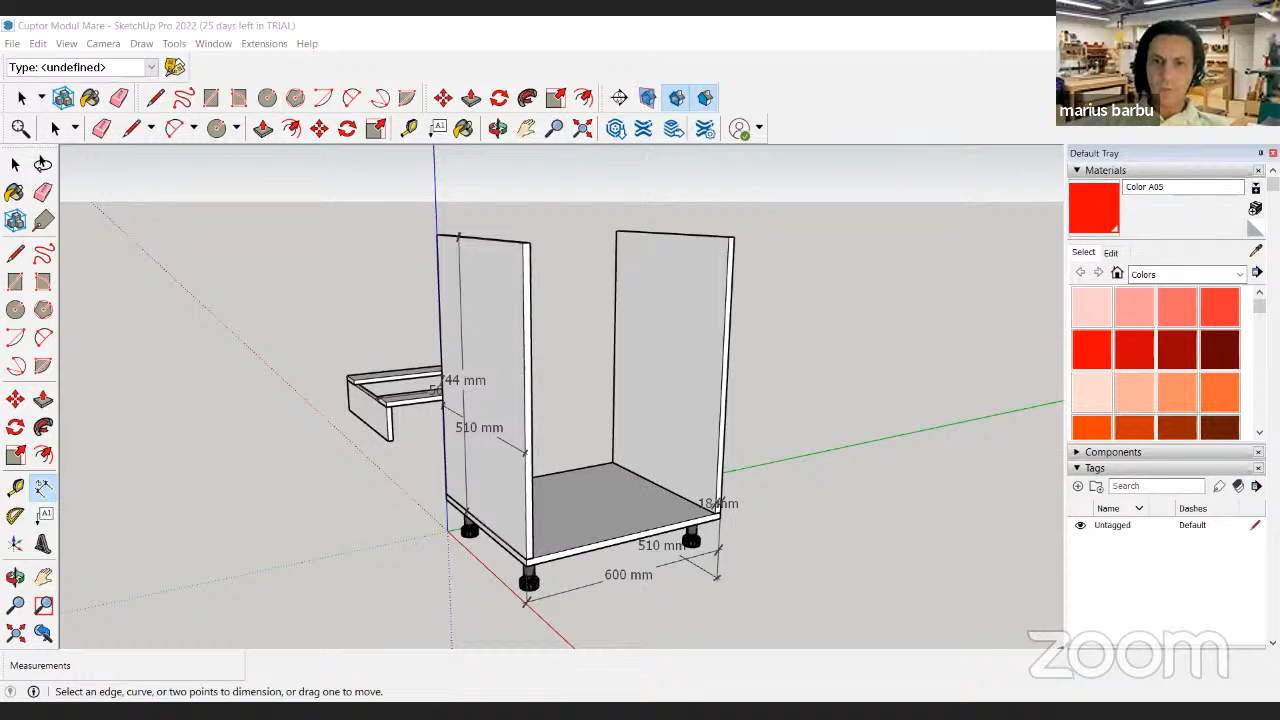 Cuptor Modul Mare - SketchUp Pro 2022 (25 days left in TRIAL)
File Edit View Camera Draw Tools Window Extensions Help
Type: <undefined>
marius barbu
A1
Default Tray
Materials
Color A05
Select Edit
Colors
744 mm
510 mm
18 mm
510 mm
600 mm
A1
Components
Tags
Search
Name Dashes
Untagged Default
zoom
Measurements
Select an edge, curve, or two points to dimension, or drag one to move.